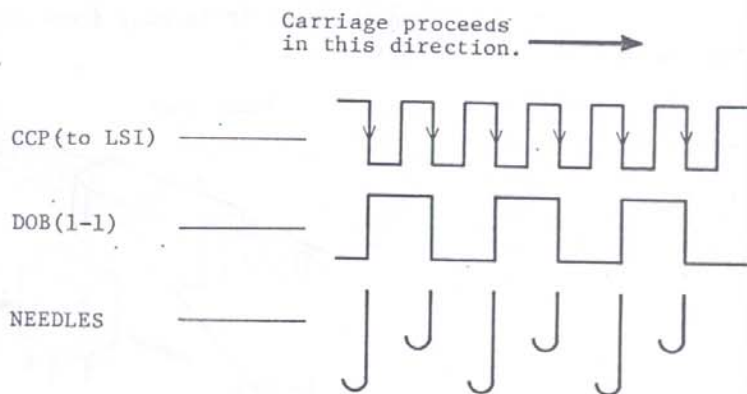 Carriage proceeds
in this direction.
CCP(to LSI)
DOB(1-1)
NEEDLES